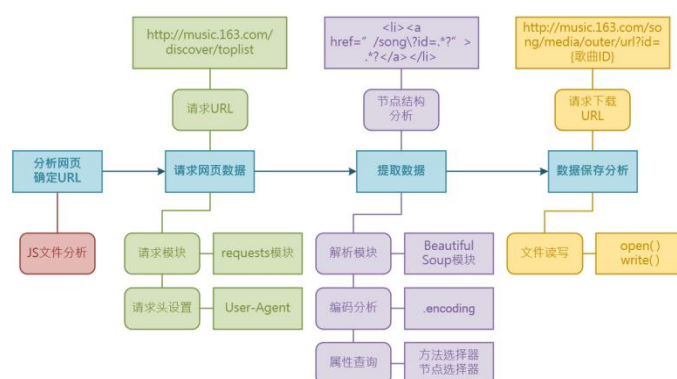 http://music.163.com/
discover/toplist
<li><a
href=”/song\?id=.*?”>
.*?</a></li>
http://music.163.com/so
ng/media/outer/url?id=
{歌曲ID}
请求URL
节点结构
分析
请求下载
URL
分析网页
确定URL
请求网页数据
提取数据
数据保存分析
JS文件分析
请求模块
requests模块
解析模块
Beautiful
Soup模块
文件读写
open( )
write( )
请求头设置
User-Agent
编码分析
.encoding
属性查询
方法选择器
节点选择器